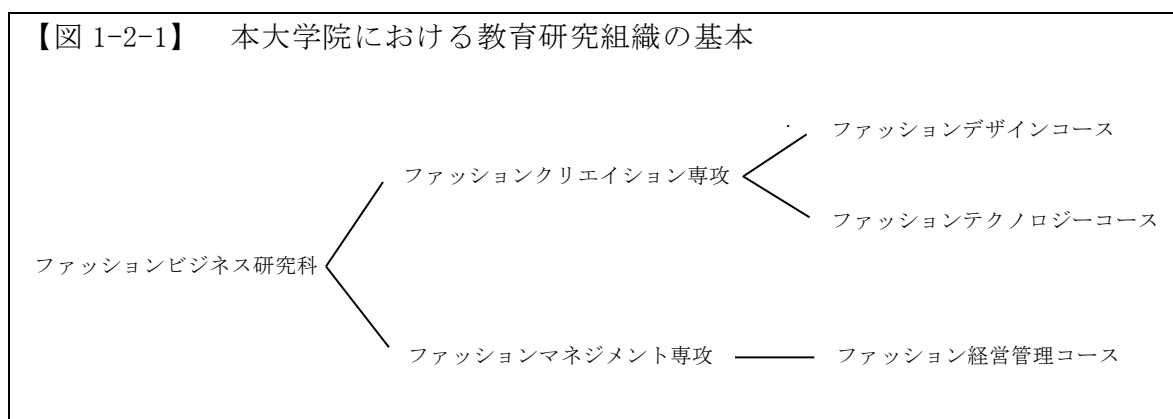 【図 1-2-1】　本大学院における教育研究組織の基本
ファッションデザインコース
ファッションクリエイション専攻
ファッションテクノロジーコース
ファッションビジネス研究科
ファッションマネジメント専攻　ファッション経営管理コース